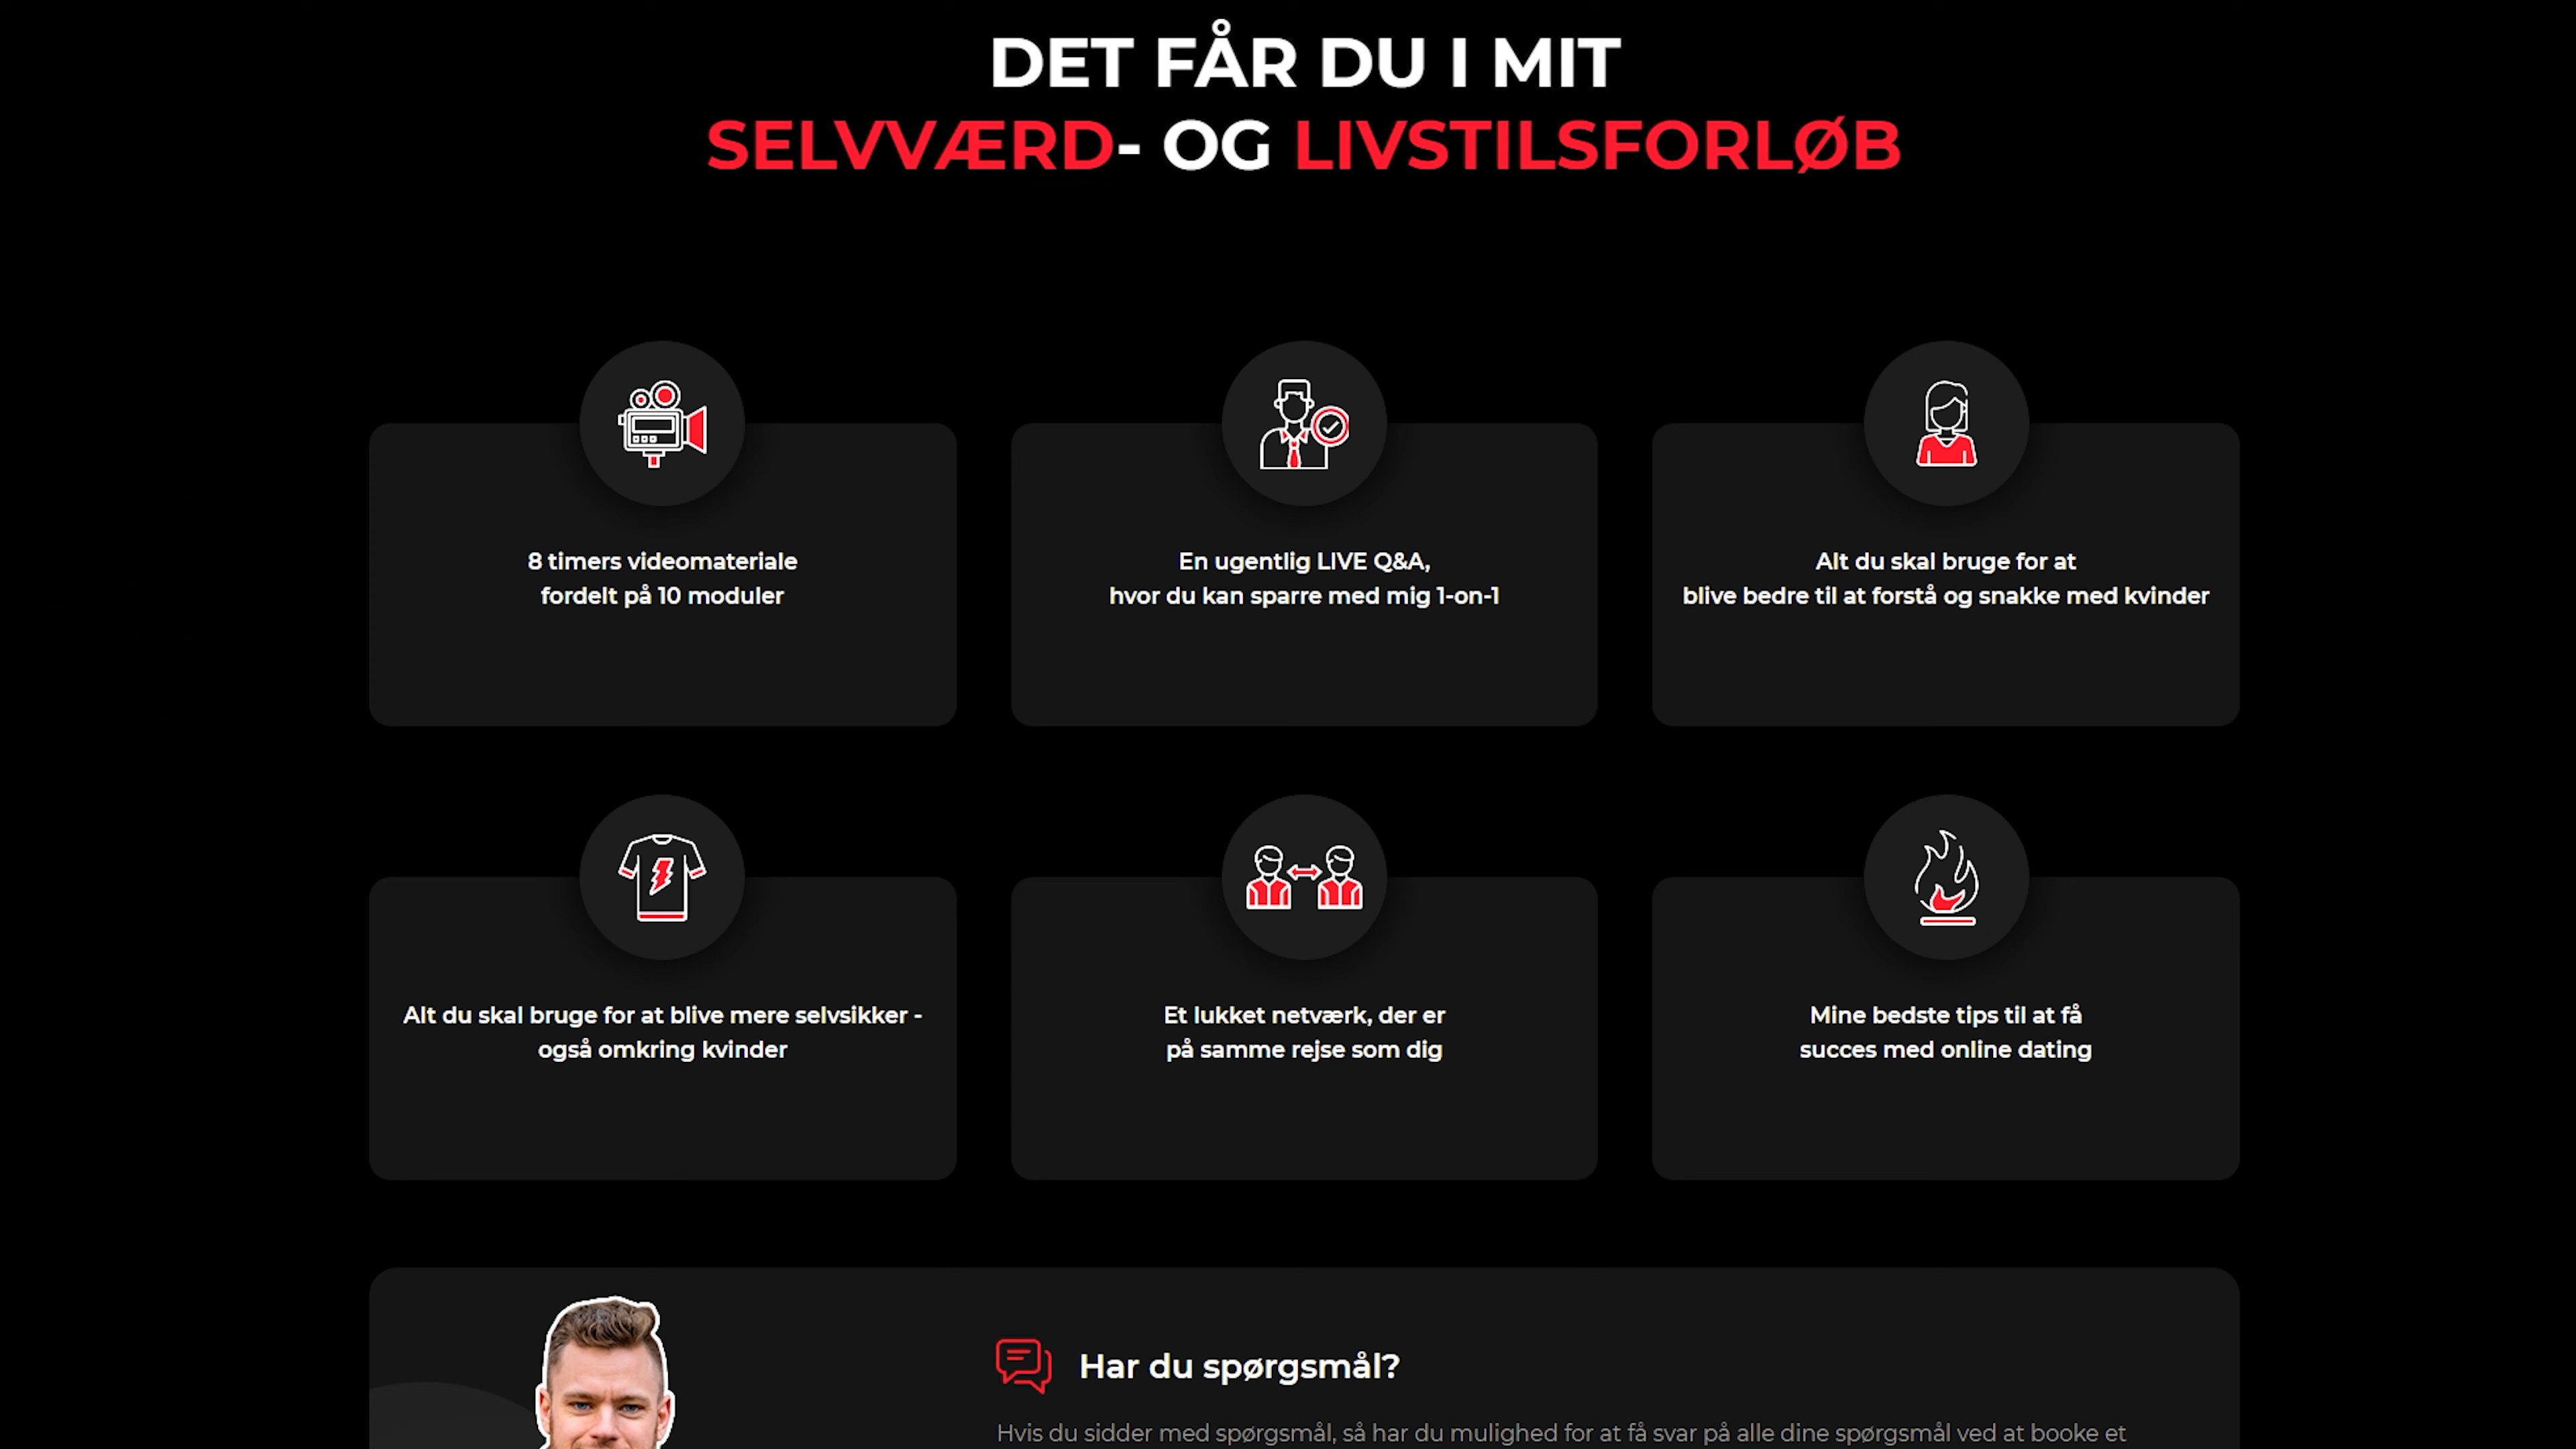 DET FÅR DU I MIT
SELVVÆRD- OG LIVSTILSFORLØB
8 timers videomateriale
fordelt på 10 moduler
En ugentlig LIVE Q&A,
hvor du kan sparre med mig 1-on-1
Alt du skal bruge for at
blive bedre til at forstå og snakke med kvinder
Alt du skal bruge for at blive mere selvsikker -
også omkring kvinder
Et lukket netværk, der er
på samme rejse som dig
Mine bedste tips til at få
succes med online dating
Har du spørgsmål?
Hvis du sidder med spørgsmål, så har du mulighed for at få svar på alle dine spørgsmål ved at booke et